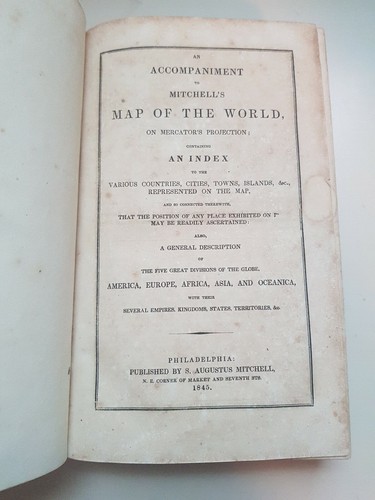 AN
ACCOMPANIMENT
TO
MITCHELL'S
MAP OF THE WORLD,
ON MERCATOR'S PROJECTION;
CONTAINING
AN INDEX
TO THE
VARIOUS COUNTRIES, CITIES, TOWNS, ISLANDS, &c.,
REPRESENTED ON THE MAP,
AND SO CONNECTED THEREWITH,
THAT THE POSITION OF ANY PLACE EXHIBITED ON I
MAY BE READILY ASCERTAINED:
ALSO,
A GENERAL DESCRIPTION
OF
THE FIVE GREAT DIVISIONS OF THE GLOBE,
AMERICA, EUROPE, AFRICA, ASIA, AND OCEANICA,
WITH THEIR
SEVERAL EMPIRES, KINGDOMS, STATES, TERRITORIES, &c
PHILADELPHIA:
PUBLISHED BY S. AUGUSTUS MITCHELL,
N. E. CORNER OF MARKET AND SEVENTH STS.
1845.